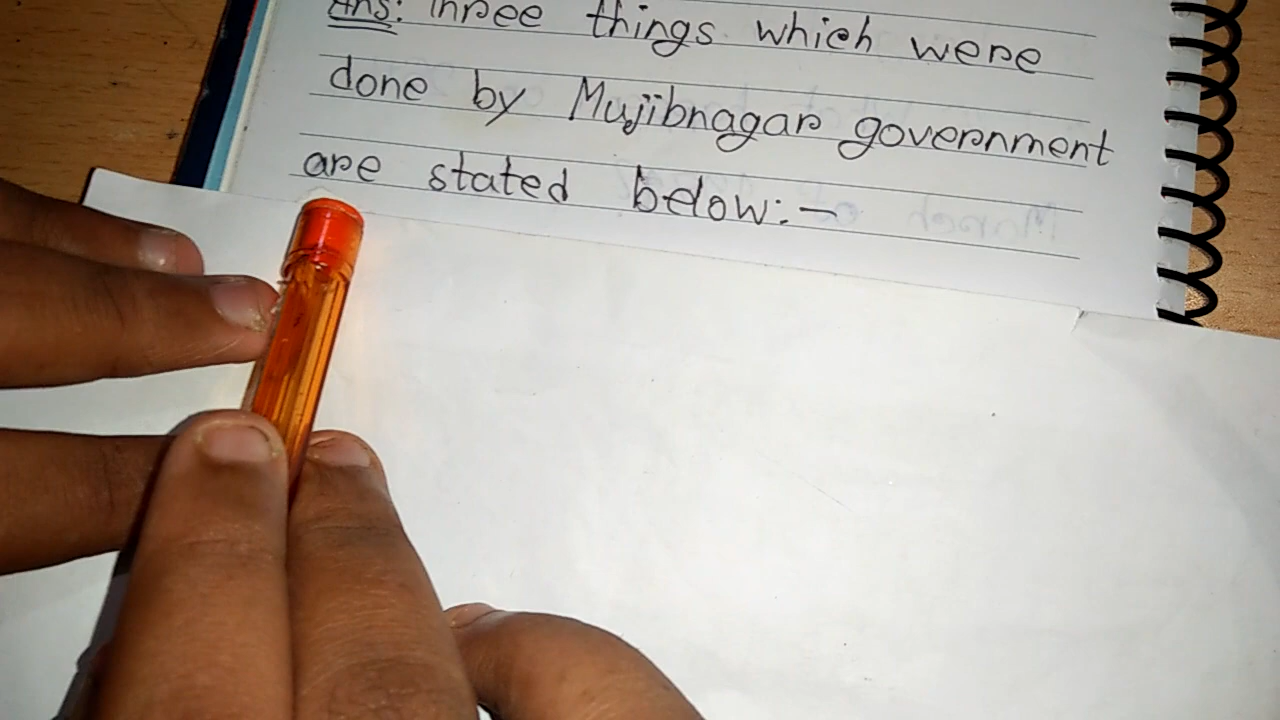 Ans: Three things which were
done by Mujibnagar government
are stated below:-